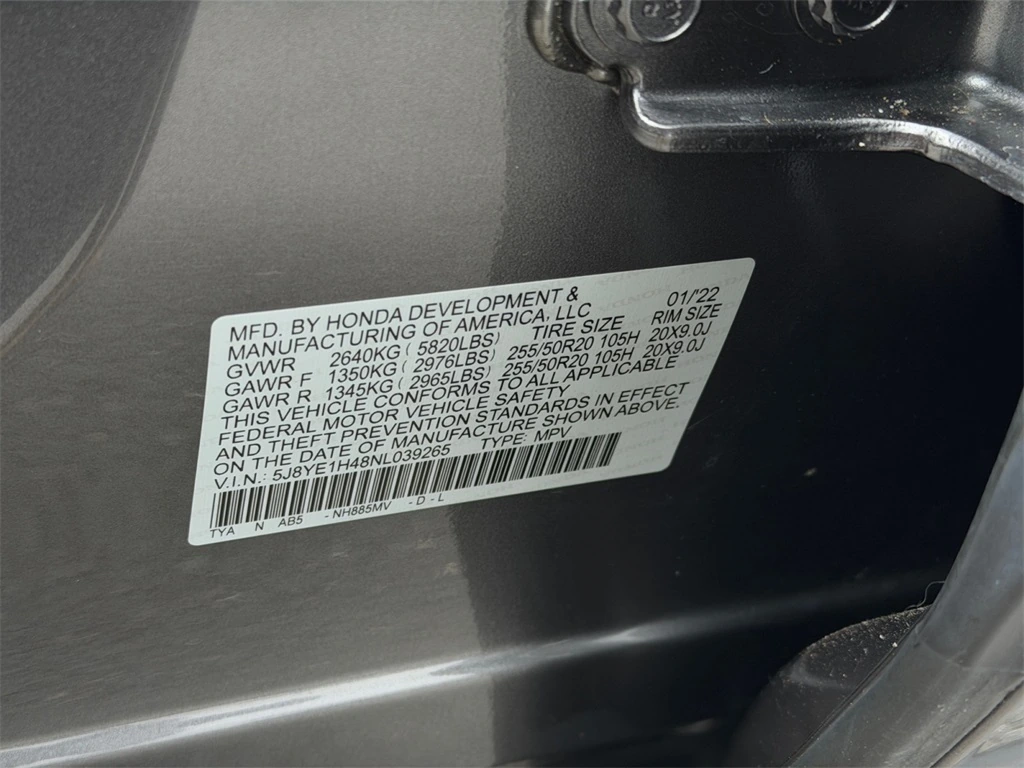 MFD. BY HONDA DEVELOPMENT & 01/'22
MANUFACTURING OF AMERICA, LLC RIM SIZE
GVWR 2640KG ( 5820LBS) TIRE SIZE
GAWR F 1350KG ( 2976LBS) 255/50R20 105H 20X9.0J
GAWR R 1345KG ( 2965LBS) 255/50R20 105H 20X9.0J
THIS VEHICLE CONFORMS TO ALL APPLICABLE
FEDERAL MOTOR VEHICLE SAFETY
AND THEFT PREVENTION STANDARDS IN EFFECT
ON THE DATE OF MANUFACTURE SHOWN ABOVE.
V.I.N.: 5J8YE1H48NL039265 TYPE: MPV
TYA N AB5 - NH885MV - D - L